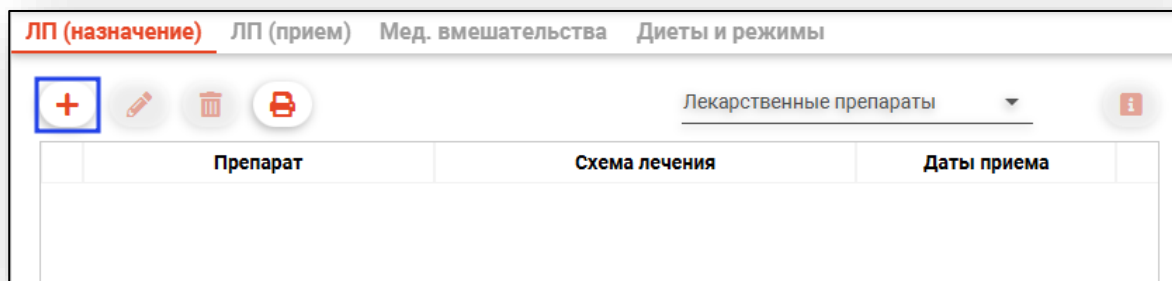 ЛП (назначение) ЛП (прием) Мед. вмешательства Диеты и режимы
Лекарственные препараты
Препарат Схема лечения Даты приема